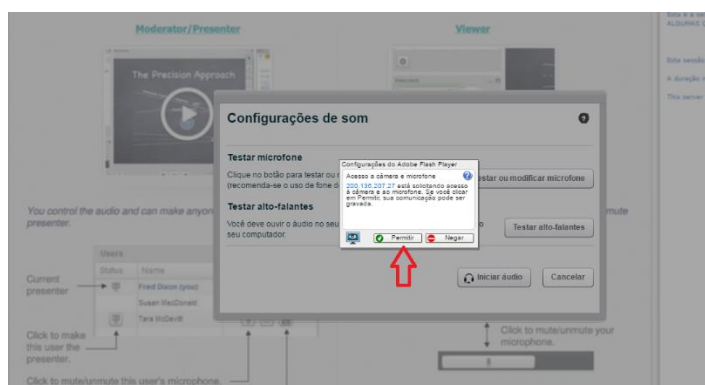 Moderator/Presenter
Viewer
The Precision Approach
Configurações de som
Testar microfone
Clique no botão para testar ou
(recomenda-se o uso de fone d
estar ou modificar microfone
Testar alto-falantes
Você deve ouvir o áudio no seu
seu computador.
Testar alto-falantes
Configurações do Adobe Flash Player
Acesso a câmera e microfone
200.136.207.27 está solicitando acesso
à câmera e ao microfone. Se você clicar
em Permitir, sua comunicação pode ser
gravada.
Permitir
Negar
Iniciar áudio
Cancelar
You control the audio and can make anyon
presenter.
mute
Users
Status
Name
Current
presenter
Fred Dixon (you)
Susan MacDonald
Tara McDevitt
Click to make
this user the
presenter.
Click to mute/unmute this user's microphone.
Click to mute/unmute your
microphone.